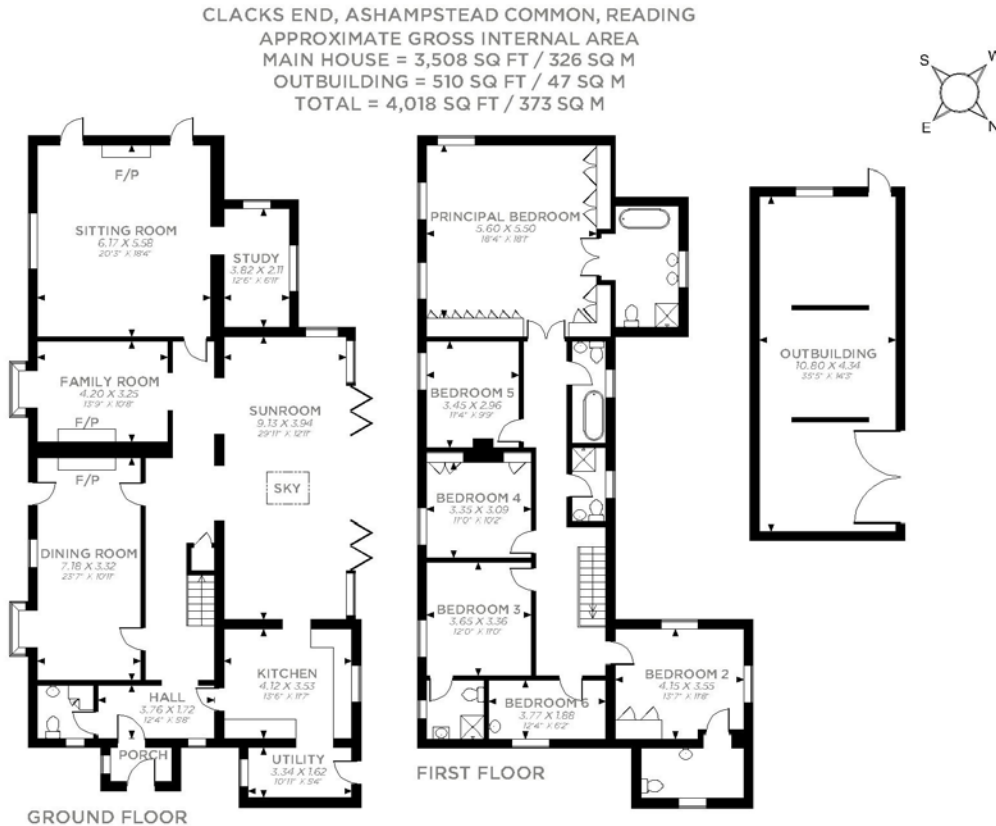 CLACKS END, ASHAMPSTEAD COMMON, READING
APPROXIMATE GROSS INTERNAL AREA
MAIN HOUSE = 3,508 SQ FT / 326 SQ M
OUTBUILDING = 510 SQ FT / 47 SQ M
TOTAL = 4,018 SQ FT / 373 SQ M
S
W
E
N
F/P
SITTING ROOM
6.17 X 5.58
20'3" X 18'4"
STUDY
3.82 X 2.11
12'6" X 6'11"
FAMILY ROOM
4.20 X 3.25
13'9" X 10'8"
F/P
SUNROOM
9.13 X 3.94
29'11" X 12'11"
SKY
F/P
DINING ROOM
7.18 X 3.32
23'7" X 10'11"
KITCHEN
4.12 X 3.53
13'6" X 11'7"
HALL
3.76 X 1.72
12'4" X 5'8"
PORCH
UTILITY
3.34 X 1.62
10'11" X 5'4"
GROUND FLOOR
PRINCIPAL BEDROOM
5.60 X 5.50
18'4" X 18'1"
BEDROOM 5
3.45 X 2.96
11'4" X 9'9"
BEDROOM 4
3.35 X 3.09
11'0" X 10'2"
BEDROOM 3
3.65 X 3.36
12'0" X 11'0"
BEDROOM 2
4.15 X 3.55
13'7" X 11'8"
BEDROOM 6
3.77 X 1.88
12'4" X 6'2"
FIRST FLOOR
OUTBUILDING
10.80 X 4.34
35'5" X 14'3"